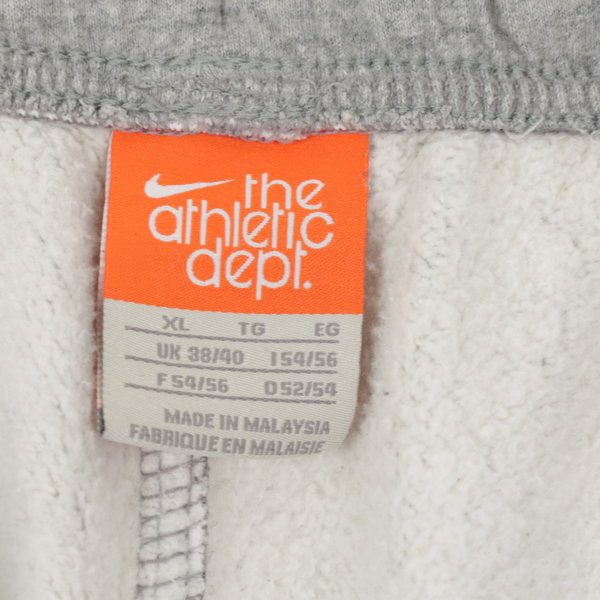 the
athletic
dept.
XL TG EG
UK 38/40 I 54/56
F 54/56 D 52/54
MADE IN MALAYSIA
FABRIQUE EN MALAISIE